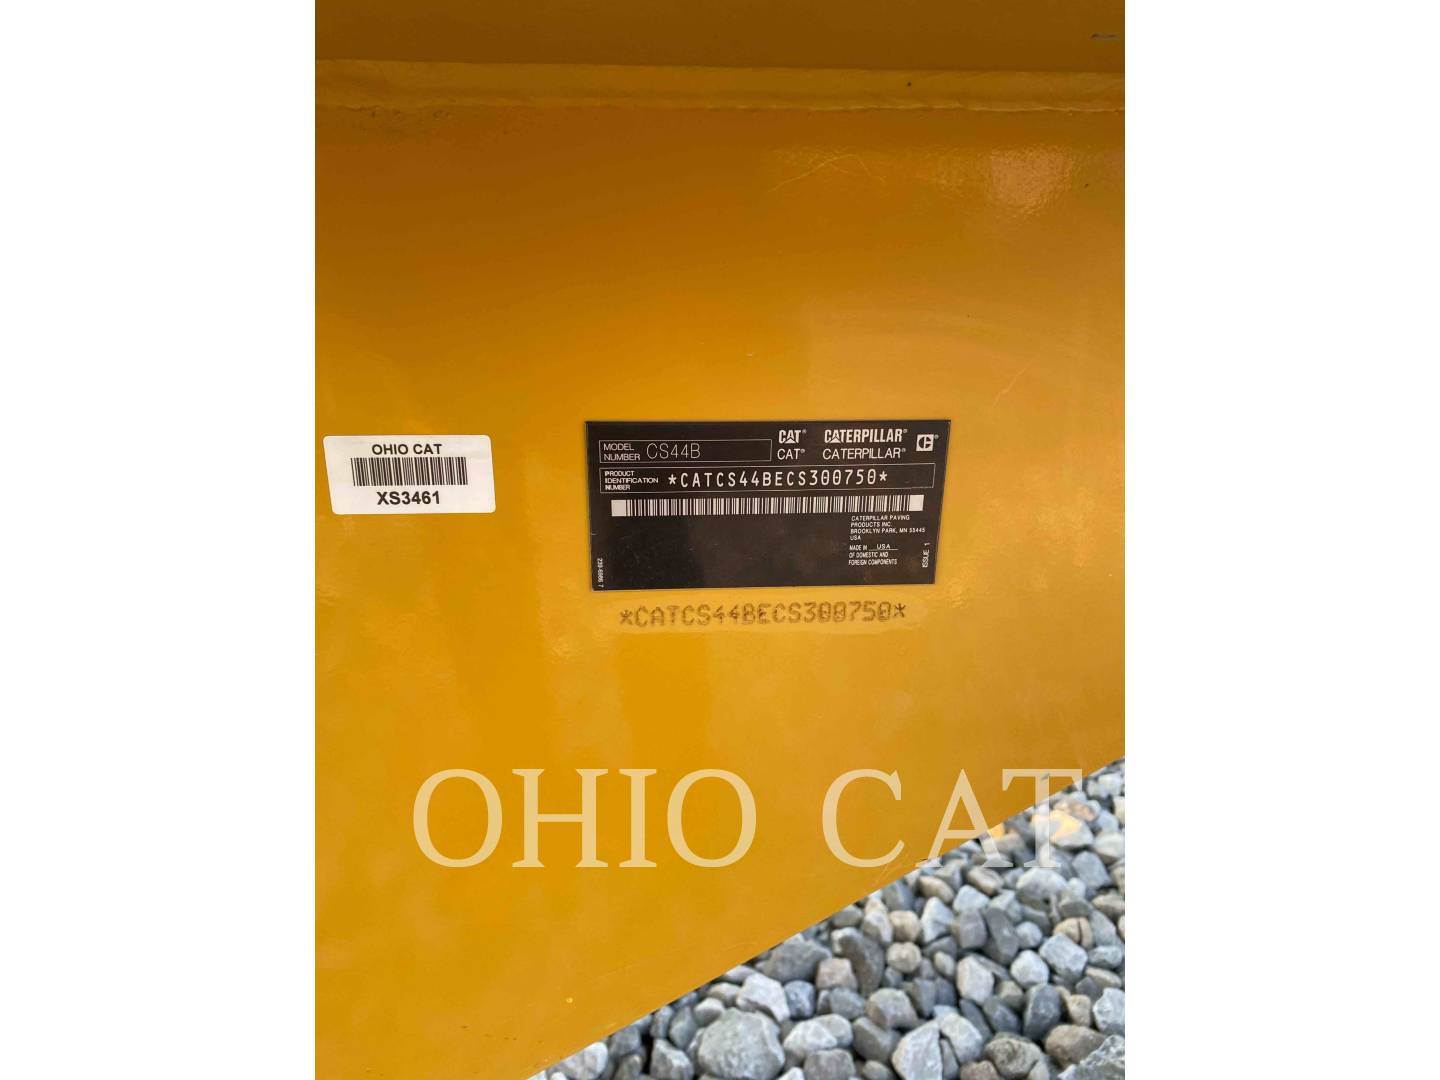 OHIO CAT
XS3461
MODEL NUMBER CS44B
CAT® CATERPILLAR®
CAT® CATERPILLAR®
PRODUCT IDENTIFICATION NUMBER *CATCS44BECS300750*
CATERPILLAR PAVING
PRODUCTS INC.
BROOKLYN PARK, MN 55445
USA
MADE IN USA
OF DOMESTIC AND
FOREIGN COMPONENTS
ISSUE 1
*CATCS44BECS300750*
OHIO CAT